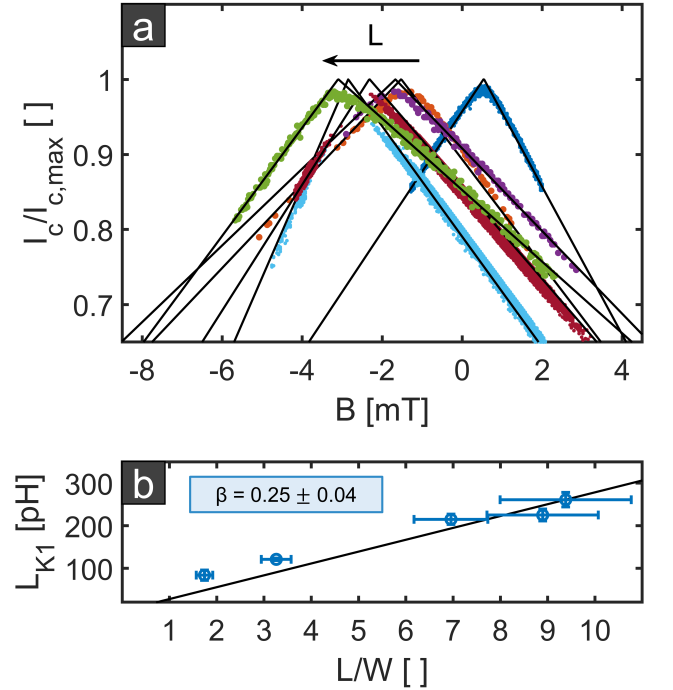 a
L
1
0.9
0.8
0.7
I_c/I_c,max [ ]
-8 -6 -4 -2 0 2 4
B [mT]
b
β = 0.25 ± 0.04
300
200
100
L_K1 [pH]
1 2 3 4 5 6 7 8 9 10
L/W [ ]